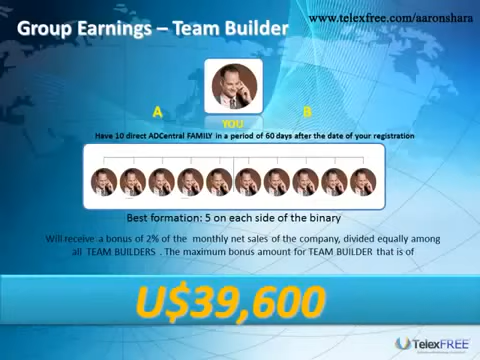 www.telexfree.com/aaronshara
Group Earnings – Team Builder
A
B
YOU
Have 10 direct ADCentral FAMILY in a period of 60 days after the date of your registration
Best formation: 5 on each side of the binary
Will receive a bonus of 2% of the monthly net sales of the company, divided equally among
all TEAM BUILDERS . The maximum bonus amount for TEAM BUILDER that is of
U$39,600
TelexFREE